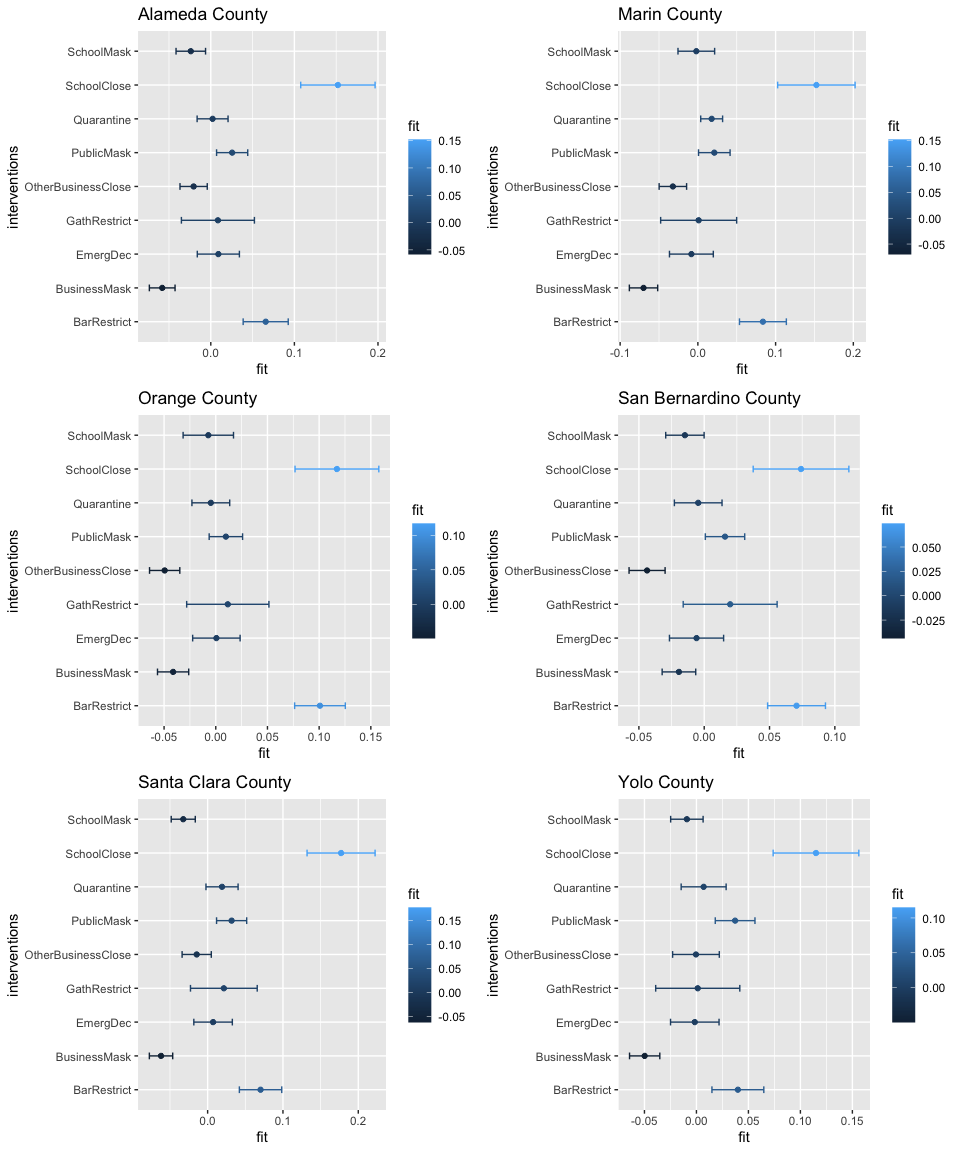 Alameda County
interventions
SchoolMask
SchoolClose
Quarantine
PublicMask
OtherBusinessClose
GathRestrict
EmergDec
BusinessMask
BarRestrict
0.0 0.1 0.2
fit
fit
0.15
0.10
0.05
0.00
-0.05
Marin County
interventions
SchoolMask
SchoolClose
Quarantine
PublicMask
OtherBusinessClose
GathRestrict
EmergDec
BusinessMask
BarRestrict
-0.1 0.0 0.1 0.2
fit
fit
0.15
0.10
0.05
0.00
-0.05
Orange County
interventions
SchoolMask
SchoolClose
Quarantine
PublicMask
OtherBusinessClose
GathRestrict
EmergDec
BusinessMask
BarRestrict
-0.05 0.00 0.05 0.10 0.15
fit
fit
0.10
0.05
0.00
San Bernardino County
interventions
SchoolMask
SchoolClose
Quarantine
PublicMask
OtherBusinessClose
GathRestrict
EmergDec
BusinessMask
BarRestrict
-0.05 0.00 0.05 0.10
fit
fit
0.050
0.025
0.000
-0.025
Santa Clara County
interventions
SchoolMask
SchoolClose
Quarantine
PublicMask
OtherBusinessClose
GathRestrict
EmergDec
BusinessMask
BarRestrict
0.0 0.1 0.2
fit
fit
0.15
0.10
0.05
0.00
-0.05
Yolo County
interventions
SchoolMask
SchoolClose
Quarantine
PublicMask
OtherBusinessClose
GathRestrict
EmergDec
BusinessMask
BarRestrict
-0.05 0.00 0.05 0.10 0.15
fit
fit
0.10
0.05
0.00